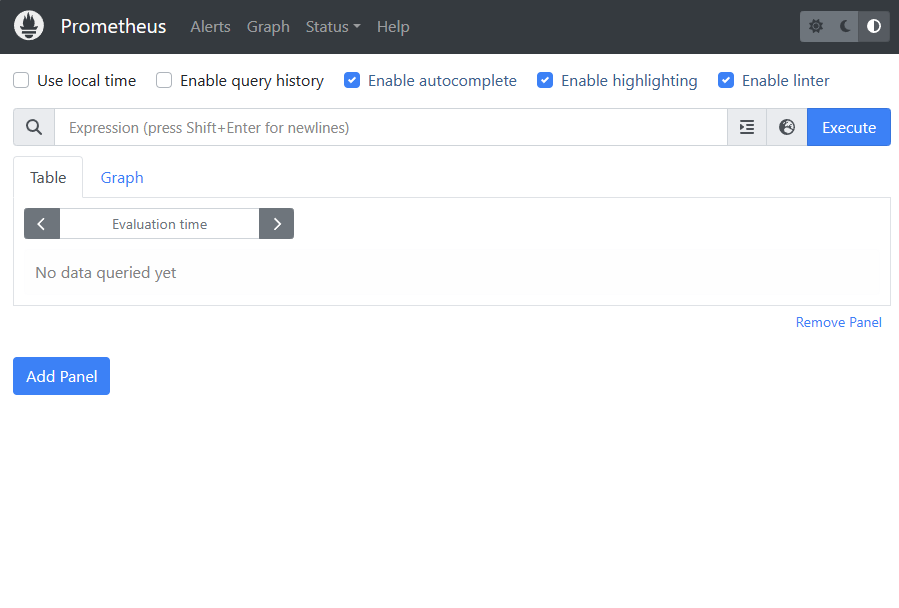 Prometheus Alerts Graph Status Help
Use local time Enable query history Enable autocomplete Enable highlighting Enable linter
Expression (press Shift+Enter for newlines) Execute
Table Graph
Evaluation time
No data queried yet
Remove Panel
Add Panel